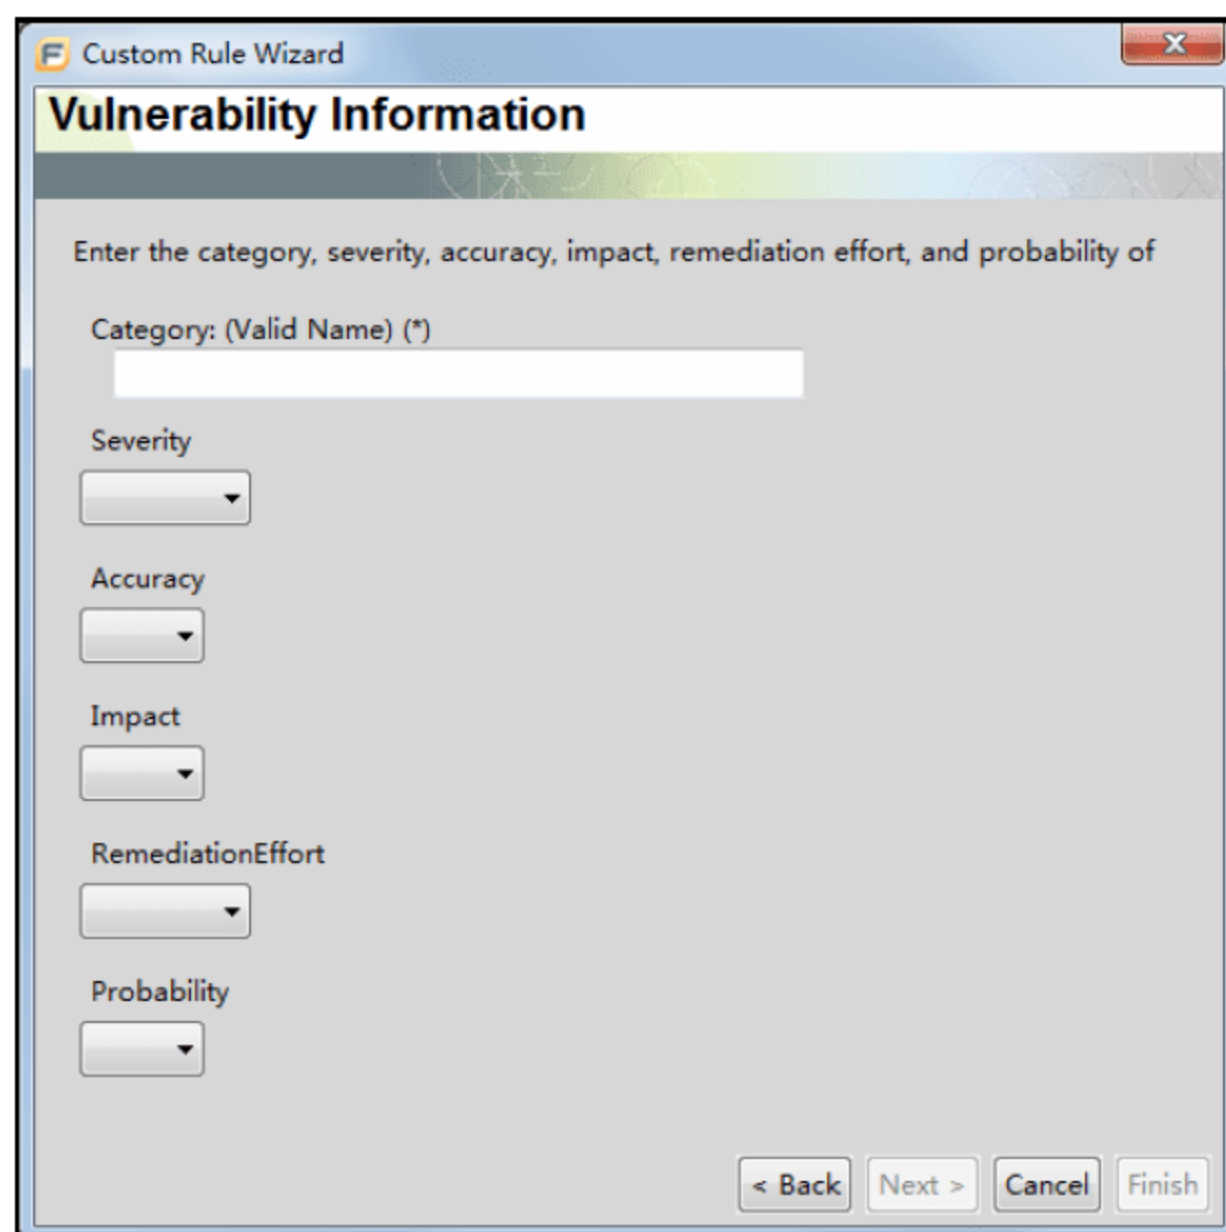 Custom Rule Wizard
Vulnerability Information
Enter the category, severity, accuracy, impact, remediation effort, and probability of
Category: (Valid Name) (*)
Severity
Accuracy
Impact
RemediationEffort
Probability
< Back Next > Cancel Finish